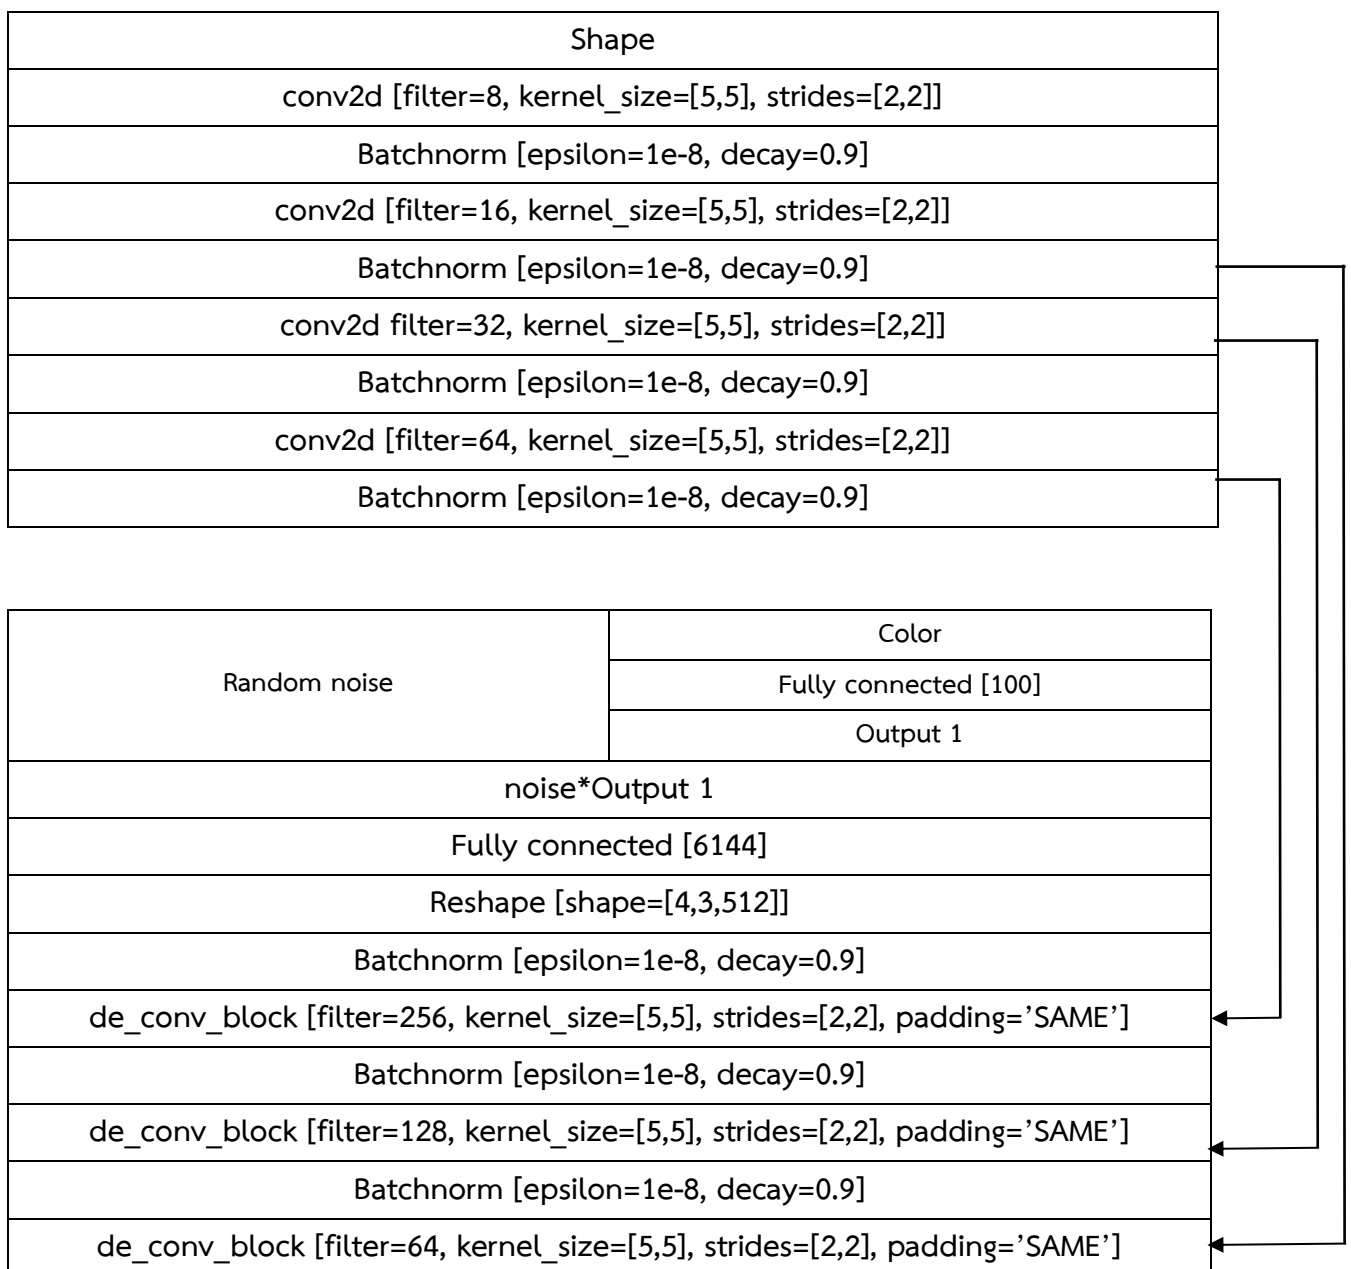 Shape
conv2d [filter=8, kernel_size=[5,5], strides=[2,2]]
Batchnorm [epsilon=1e-8, decay=0.9]
conv2d [filter=16, kernel_size=[5,5], strides=[2,2]]
Batchnorm [epsilon=1e-8, decay=0.9]
conv2d filter=32, kernel_size=[5,5], strides=[2,2]]
Batchnorm [epsilon=1e-8, decay=0.9]
conv2d [filter=64, kernel_size=[5,5], strides=[2,2]]
Batchnorm [epsilon=1e-8, decay=0.9]
Random noise
Color
Fully connected [100]
Output 1
noise*Output 1
Fully connected [6144]
Reshape [shape=[4,3,512]]
Batchnorm [epsilon=1e-8, decay=0.9]
de_conv_block [filter=256, kernel_size=[5,5], strides=[2,2], padding=’SAME’]
Batchnorm [epsilon=1e-8, decay=0.9]
de_conv_block [filter=128, kernel_size=[5,5], strides=[2,2], padding=’SAME’]
Batchnorm [epsilon=1e-8, decay=0.9]
de_conv_block [filter=64, kernel_size=[5,5], strides=[2,2], padding=’SAME’]